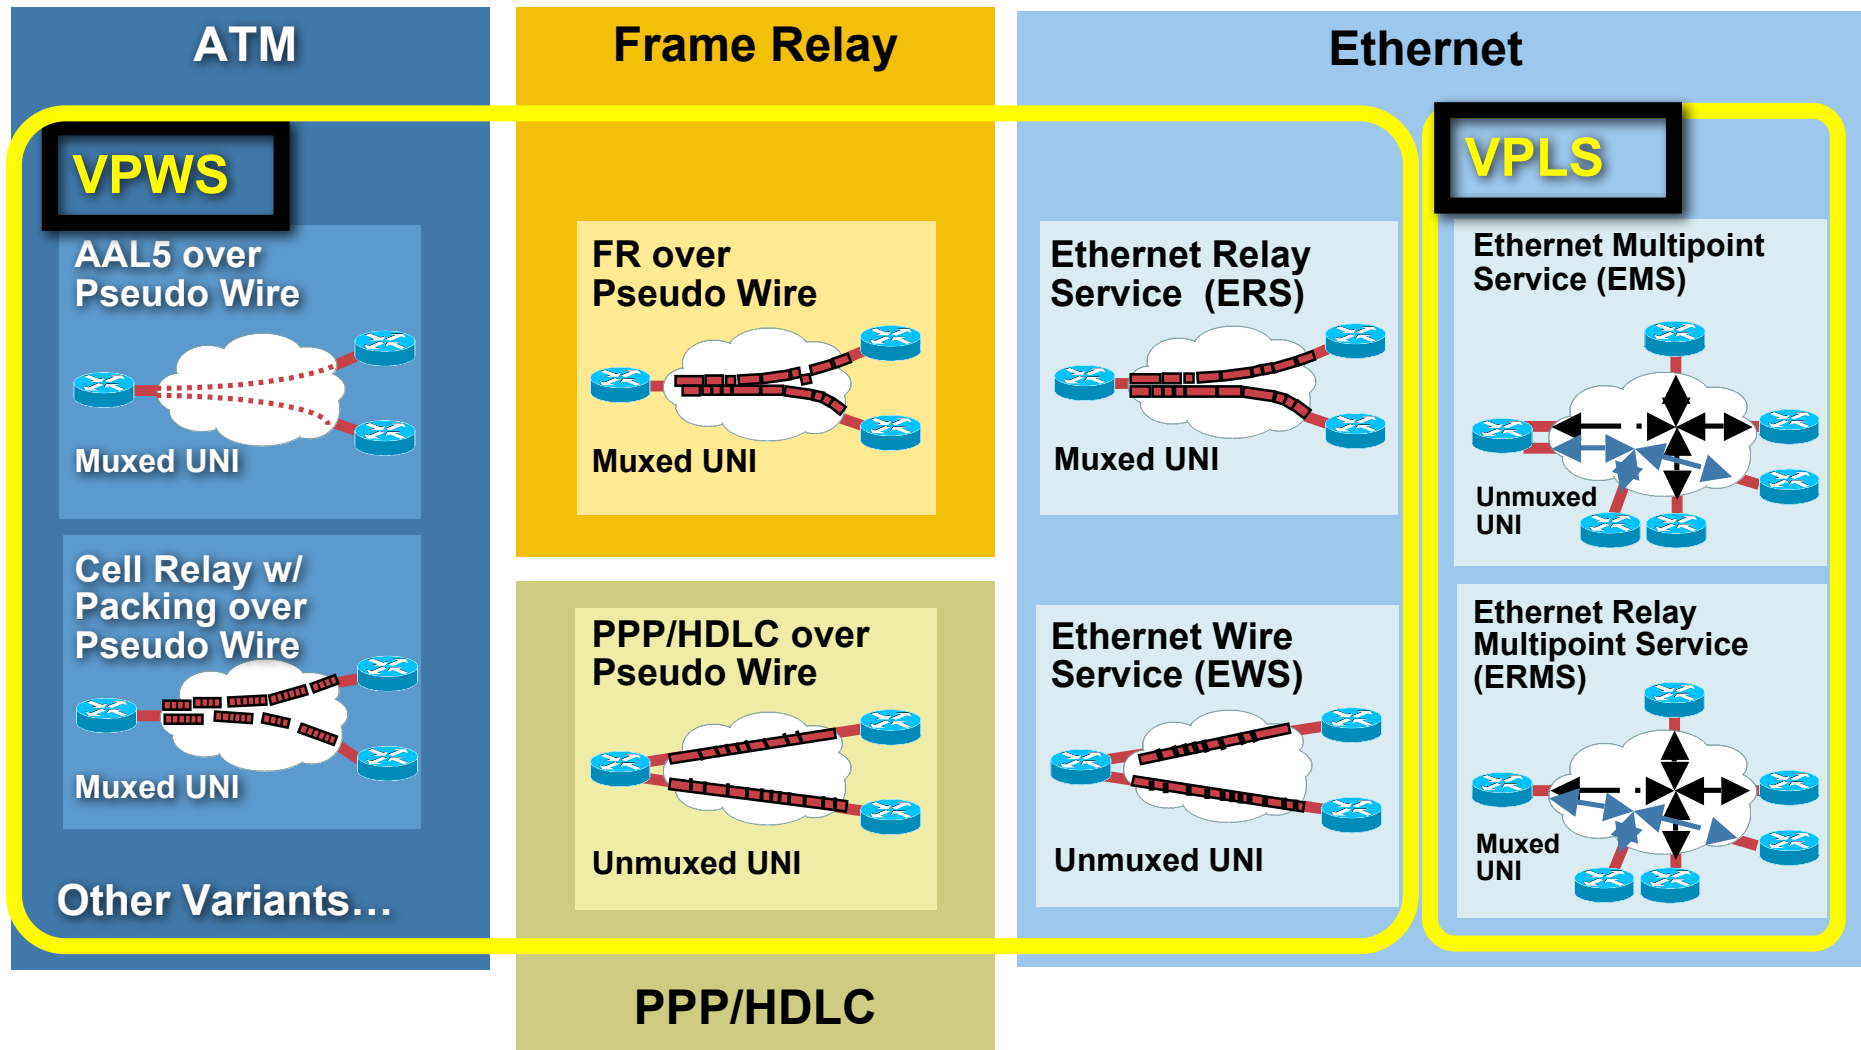 ATM
VPWS
AAL5 over
Pseudo Wire
Muxed UNI
Cell Relay w/
Packing over
Pseudo Wire
Muxed UNI
Other Variants…
Frame Relay
FR over
Pseudo Wire
Muxed UNI
PPP/HDLC over
Pseudo Wire
Unmuxed UNI
PPP/HDLC
Ethernet
Ethernet Relay
Service (ERS)
Muxed UNI
Ethernet Wire
Service (EWS)
Unmuxed UNI
VPLS
Ethernet Multipoint
Service (EMS)
Unmuxed
UNI
Ethernet Relay
Multipoint Service
(ERMS)
Muxed
UNI